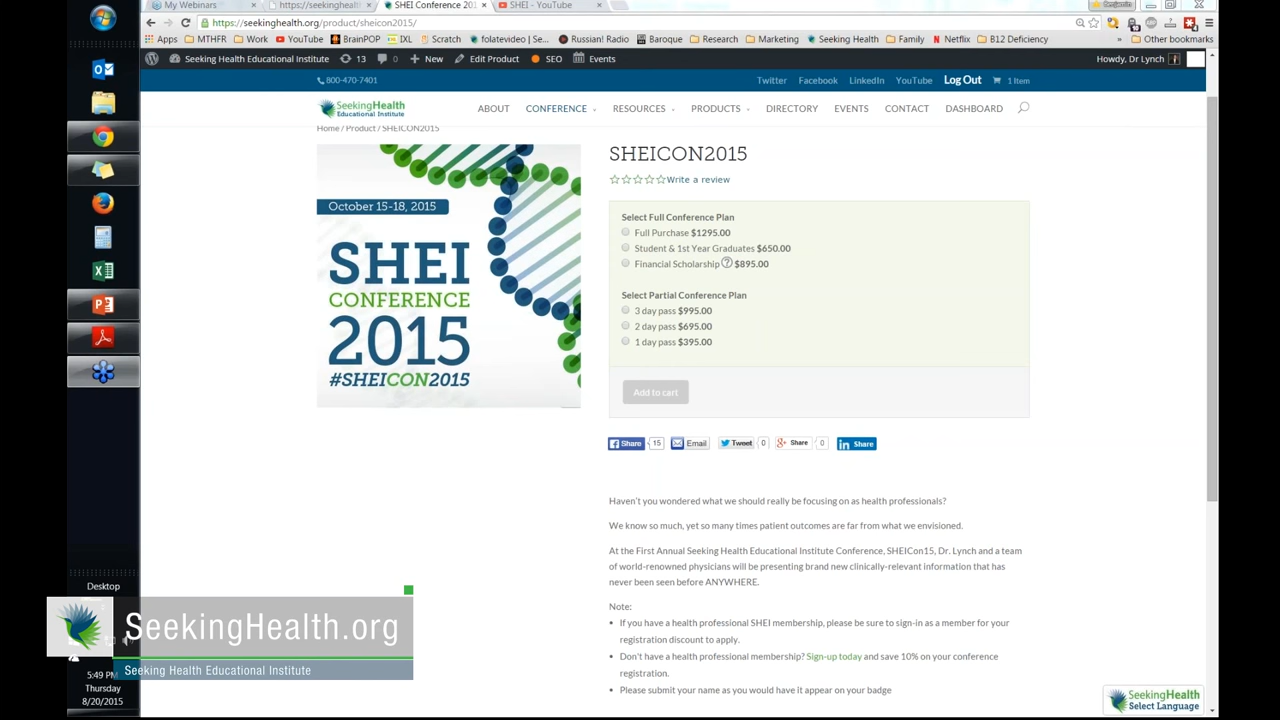 My Webinars
https://seekinghealth
SHEI Conference 201
SHEI - YouTube
https://seekinghealth.org/product/sheicon2015/
Apps MTHFR Work YouTube BrainPOP IXL Scratch folatevideo | Se... Russian! Radio Baroque Research Marketing Seeking Health Family Netflix B12 Deficiency » Other bookmarks
Seeking Health Educational Institute 13 0 New Edit Product SEO Events Howdy, Dr Lynch
800-470-7401 Twitter Facebook LinkedIn YouTube Log Out 1 Item
SeekingHealth
Educational Institute
ABOUT CONFERENCE RESOURCES PRODUCTS DIRECTORY EVENTS CONTACT DASHBOARD
Home / Product / SHEICON2015
October 15-18, 2015
SHEI
CONFERENCE
2015
#SHEICON2015
SHEICON2015
Write a review
Select Full Conference Plan
Full Purchase $1295.00
Student & 1st Year Graduates $650.00
Financial Scholarship ? $895.00
Select Partial Conference Plan
3 day pass $995.00
2 day pass $695.00
1 day pass $395.00
Add to cart
Share 15 Email Tweet 0 Share 0 Share
Haven't you wondered what we should really be focusing on as health professionals?
We know so much, yet so many times patient outcomes are far from what we envisioned.
At the First Annual Seeking Health Educational Institute Conference, SHEICon15, Dr. Lynch and a team
of world-renowned physicians will be presenting brand new clinically-relevant information that has
never been seen before ANYWHERE.
Note:
If you have a health professional SHEI membership, please be sure to sign-in as a member for your
registration discount to apply.
Don't have a health professional membership? Sign-up today and save 10% on your conference
registration.
Please submit your name as you would have it appear on your badge
Desktop
SeekingHealth.org
Seeking Health Educational Institute
5:49 PM
Thursday
8/20/2015
SeekingHealth
Select Language